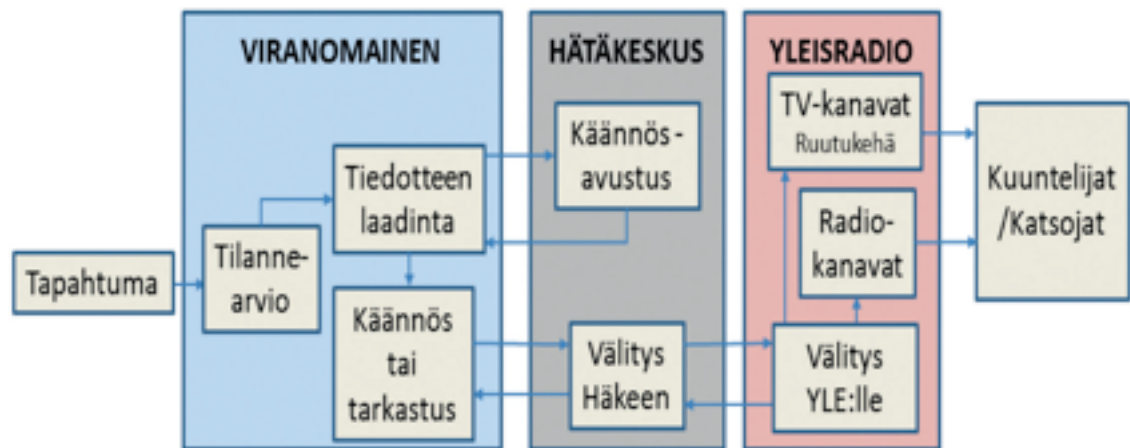 VIRANOMAINEN
HÄTÄKESKUS
YLEISRADIO
Tapahtuma
Tilanne-
arvio
Tiedotteen
laadinta
Käännös
tai
tarkastus
Käännös -
avustus
Välitys
Häkeen
TV-kanavat
Ruutukehä
Radio-
kanavat
Välitys
YLE:lle
Kuuntelijat
/Katsojat